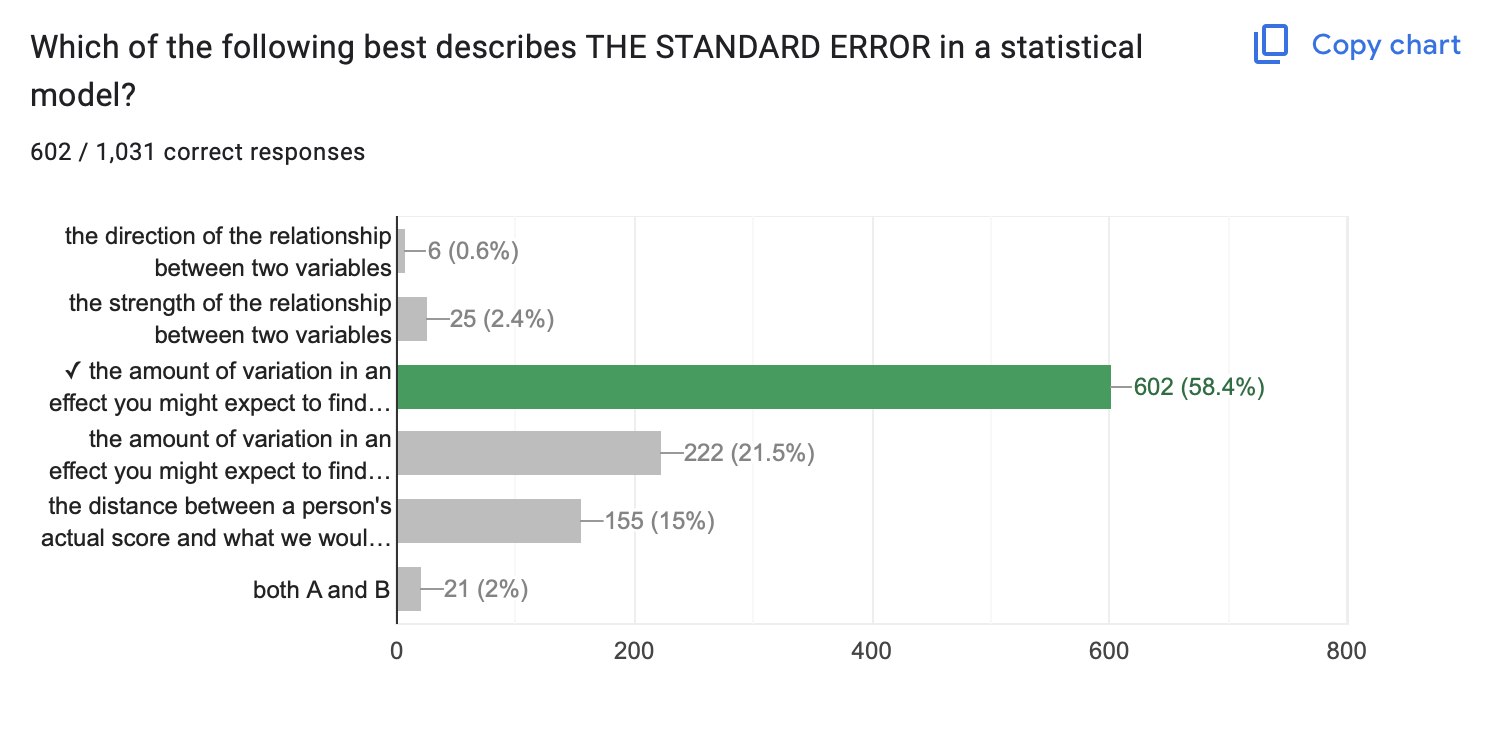 Which of the following best describes THE STANDARD ERROR in a statistical
model?
Copy chart
602 / 1,031 correct responses
the direction of the relationship
between two variables
6 (0.6%)
the strength of the relationship
between two variables
25 (2.4%)
✓ the amount of variation in an
effect you might expect to find…
602 (58.4%)
the amount of variation in an
effect you might expect to find…
222 (21.5%)
the distance between a person's
actual score and what we woul…
155 (15%)
both A and B
21 (2%)
0 200 400 600 800